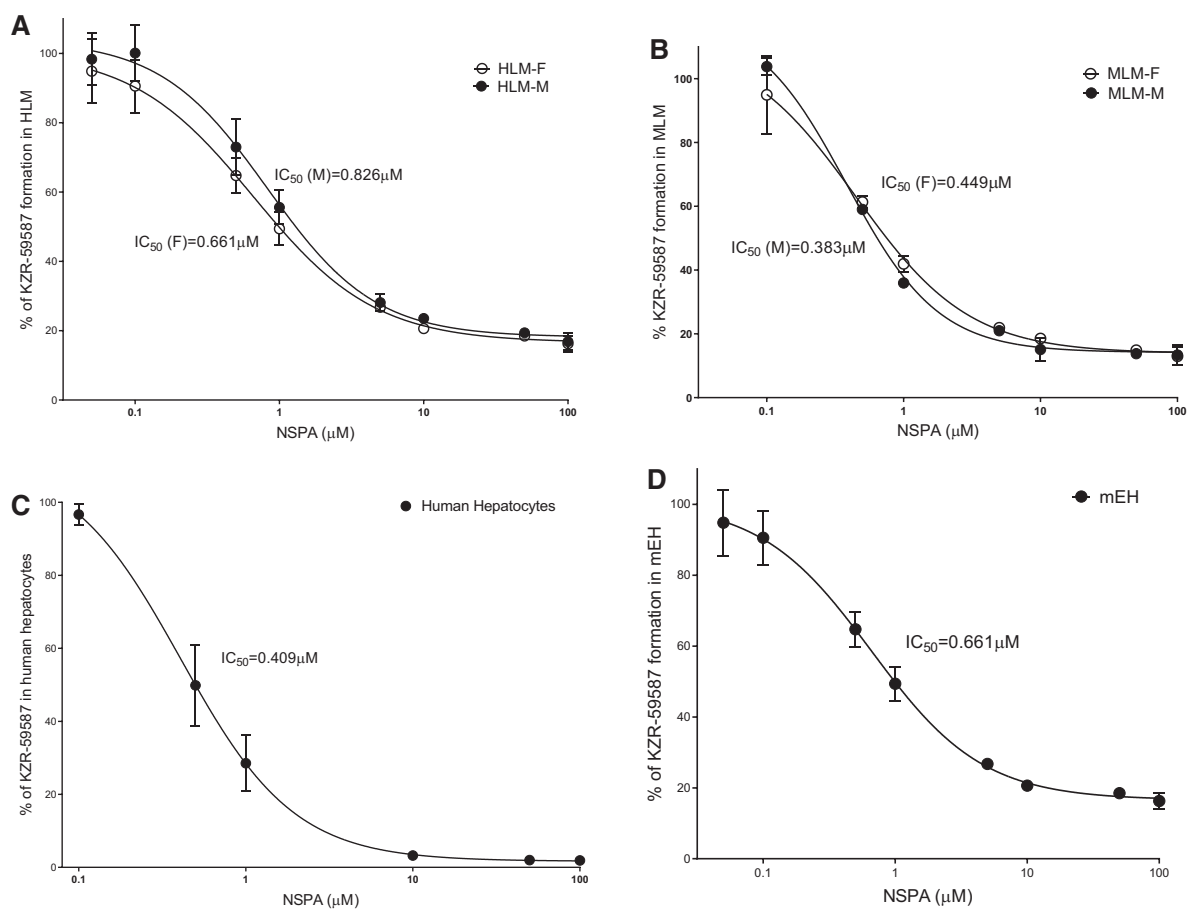 A
% of KZR-59587 formation in HLM
100
80
60
40
20
0
HLM-F
HLM-M
IC50 (M)=0.826μM
IC50 (F)=0.661μM
0.1 1 10 100
NSPA (μM)
B
% KZR-59587 formation in MLM
100
80
60
40
20
0
MLM-F
MLM-M
IC50 (F)=0.449μM
IC50 (M)=0.383μM
0.1 1 10 100
NSPA (μM)
C
% of KZR-59587 in human hepatocytes
100
80
60
40
20
0
Human Hepatocytes
IC50=0.409μM
0.1 1 10 100
NSPA (μM)
D
% of KZR-59587 formation in mEH
100
80
60
40
20
0
mEH
IC50=0.661μM
0.1 1 10 100
NSPA (μM)